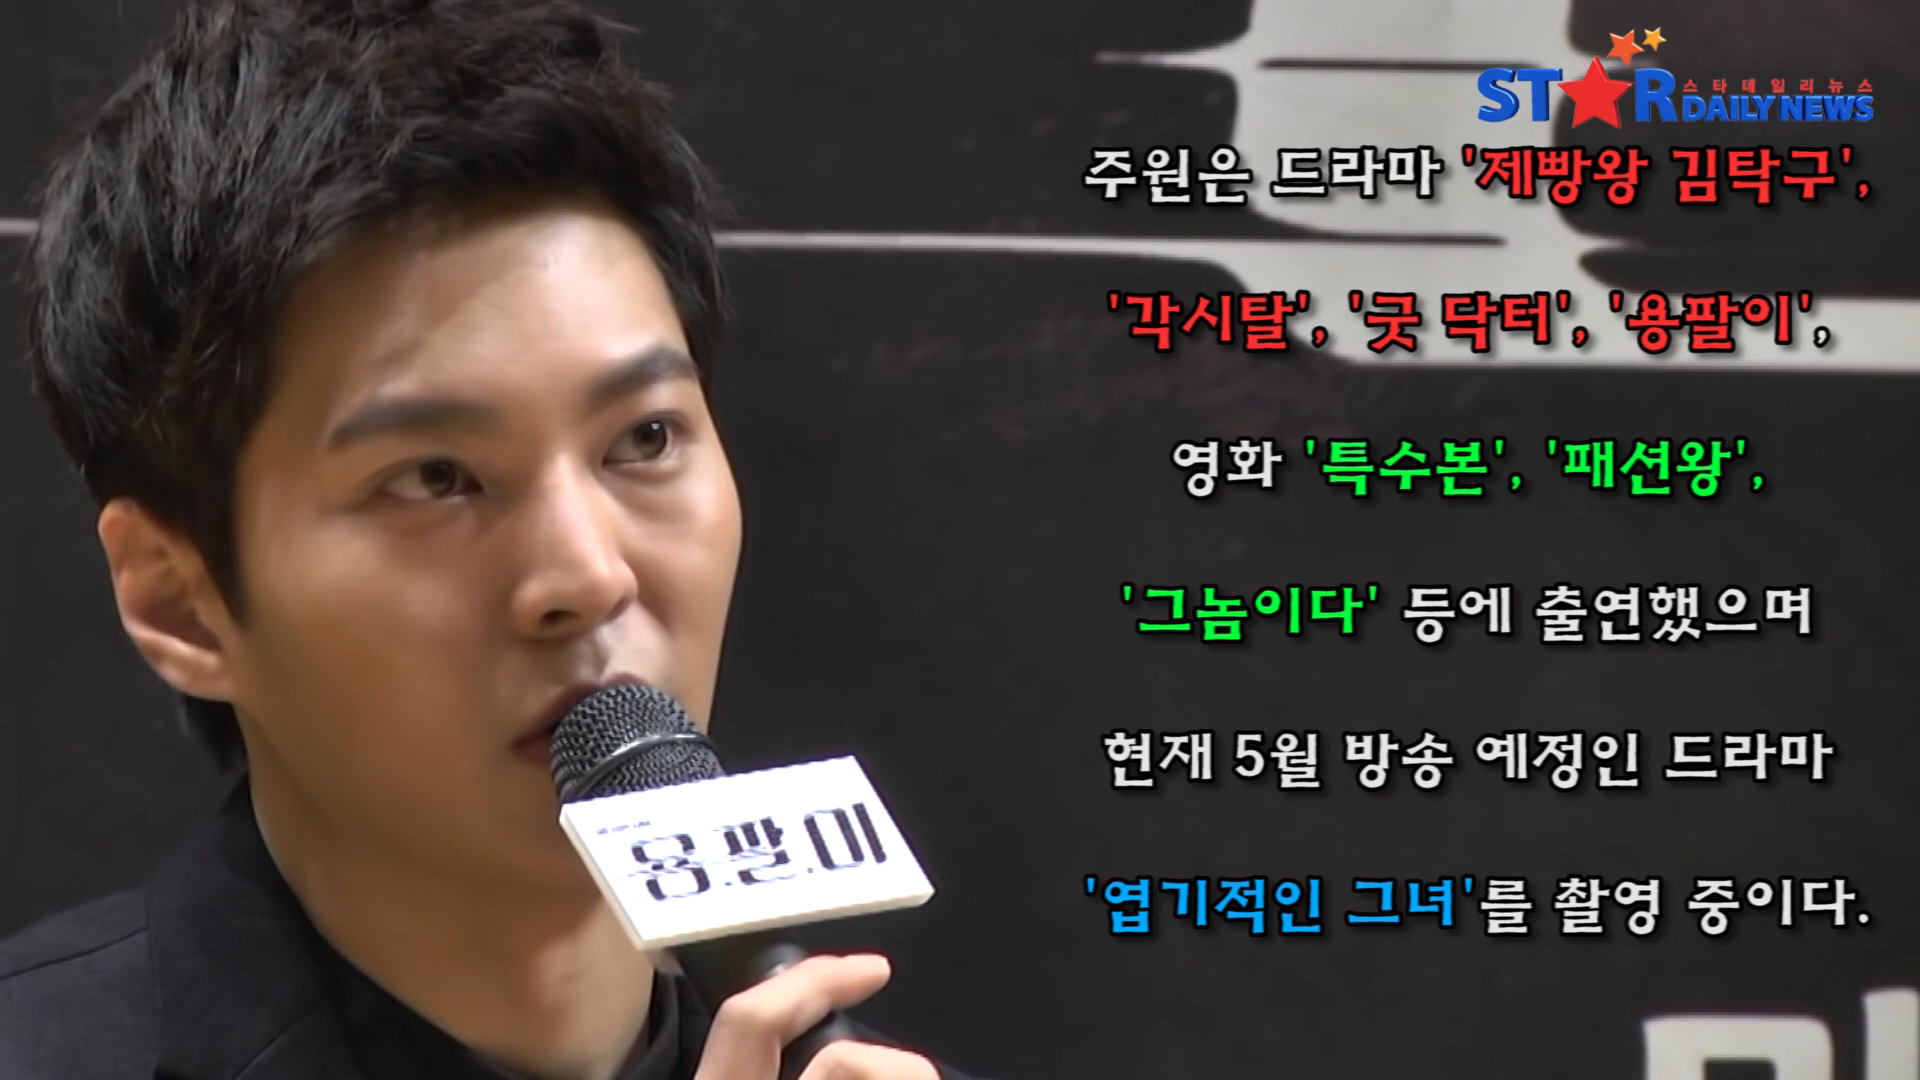 STAR 스타데일리뉴스
DAILY NEWS
주원은 드라마 '제빵왕 김탁구',
'각시탈', '굿 닥터', '용팔이',
영화 '특수본', '패션왕',
'그놈이다' 등에 출연했으며
현재 5월 방송 예정인 드라마
'엽기적인 그녀'를 촬영 중이다.
용팔이